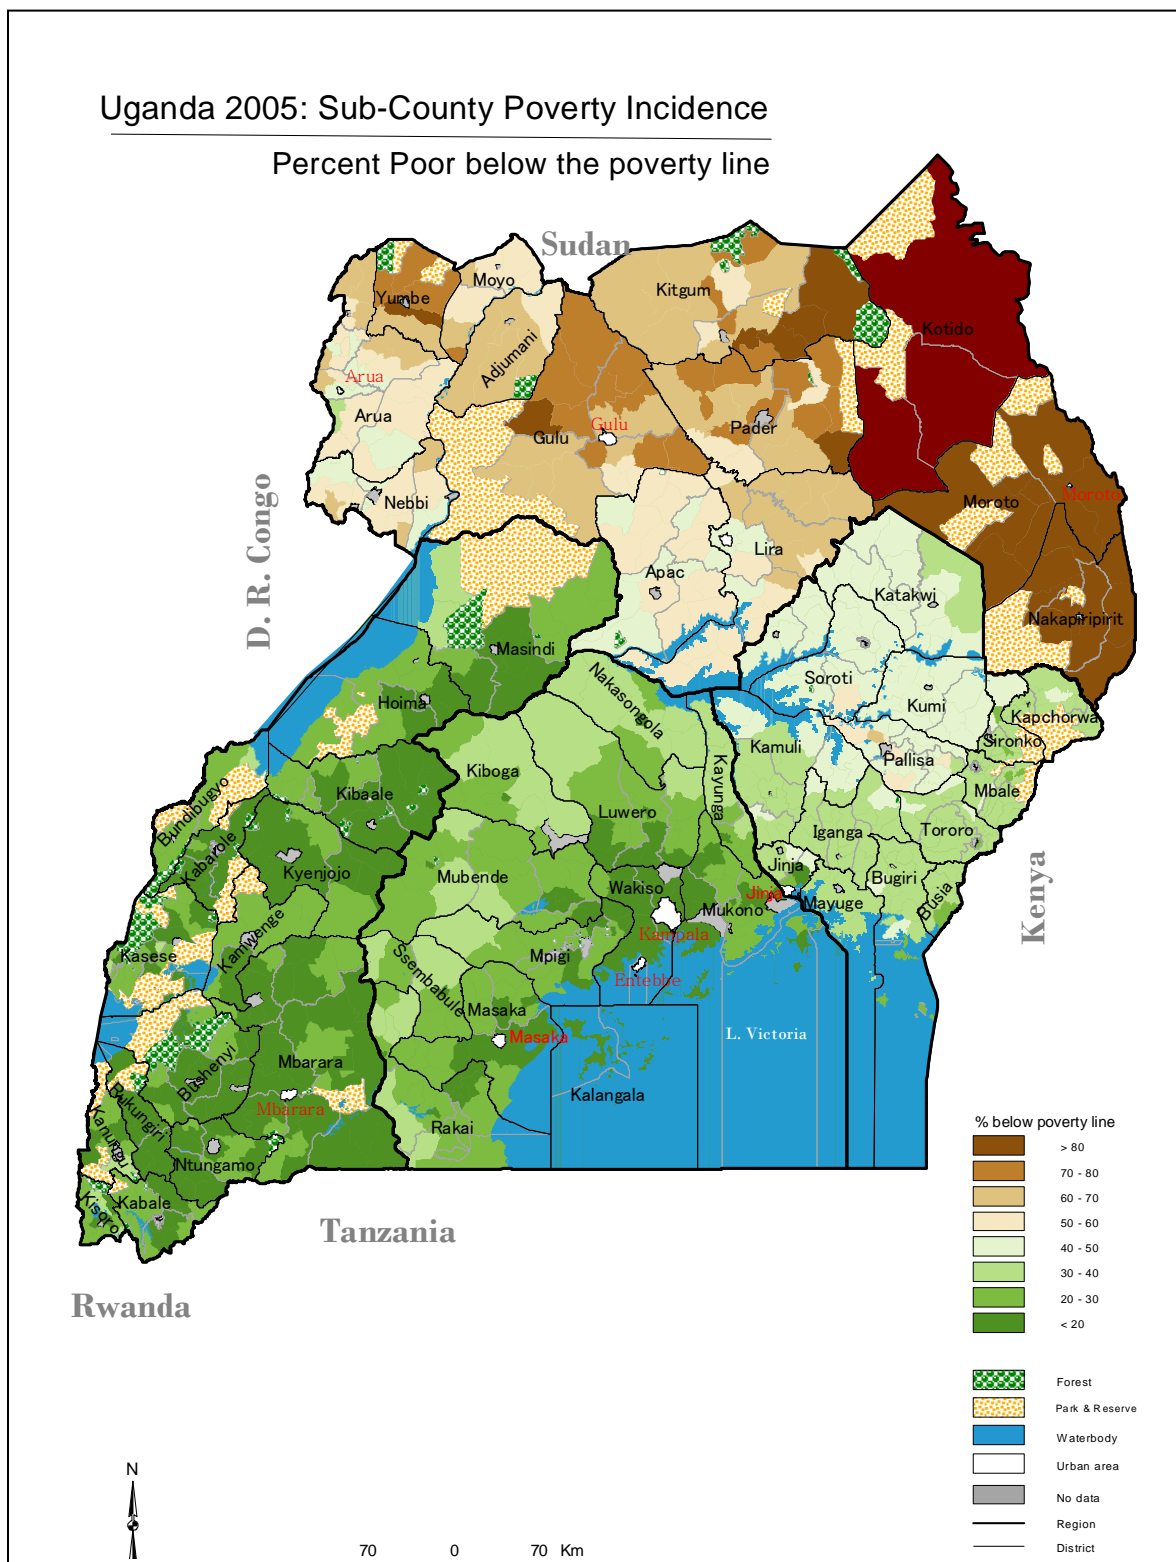 Uganda 2005: Sub-County Poverty Incidence
Percent Poor below the poverty line
Sudan
Moyo
Yumbe
Kitgum
Kotido
Adjumani
Arua
Arua
Gulu
Gulu
Pader
Nebbi
Moroto
Moroto
D. R. Congo
Lira
Apac
Katakwi
Nakapiripirit
Masindi
Nakasongola
Soroti
Hoima
Kumi
Kapchorwa
Sironko
Kamuli
Pallisa
Kiboga
Kayunga
Mbale
Bundibugyo
Kibaale
Luwero
Iganga
Tororo
Kabarole
Kyenjojo
Mubende
Jinja
Bugiri
Wakiso
Jinja
Mayuge
Busia
Kenya
Mukono
Kamwenge
Kampala
Kasese
Mpigi
Ssembabule
Entebbe
Masaka
Masaka
L. Victoria
Bushenyi
Mbarara
Kalangala
Mbarara
Rukungiri
Rakai
Kanungu
Ntungamo
Kisoro
Kabale
Tanzania
Rwanda
% below poverty line
> 80
70 - 80
60 - 70
50 - 60
40 - 50
30 - 40
20 - 30
< 20
Forest
Park & Reserve
Waterbody
Urban area
No data
Region
District
N
70 0 70 Km